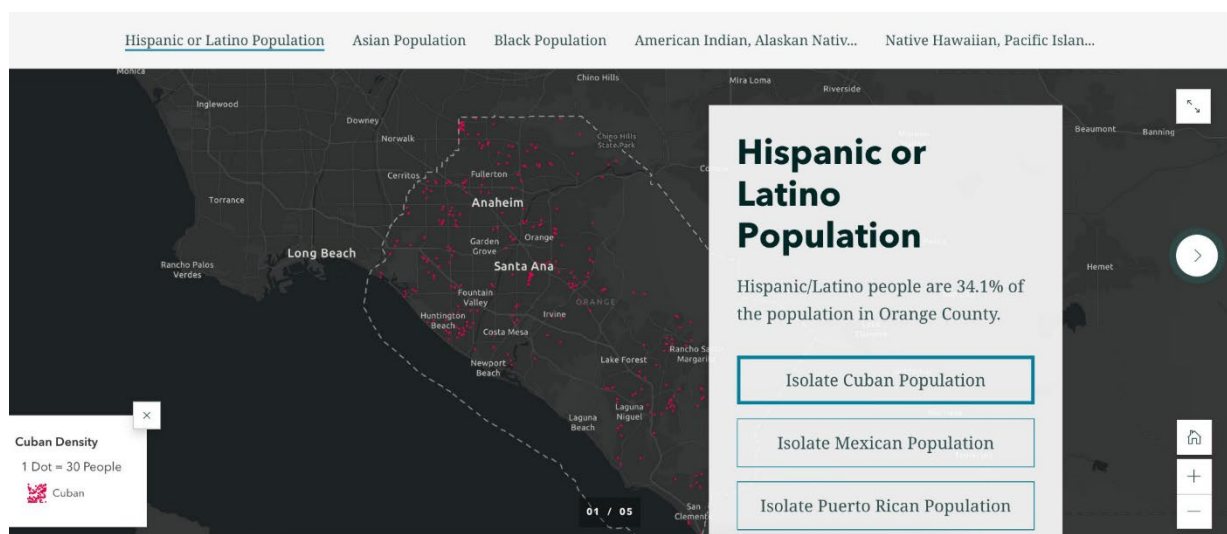 Hispanic or Latino Population
Asian Population
Black Population
American Indian, Alaskan Nativ...
Native Hawaiian, Pacific Islan...
Monica
Inglewood
Torrance
Rancho Palos
Verdes
Long Beach
Downey
Norwalk
Cerritos
Fullerton
Anaheim
Garden
Grove
Orange
Santa Ana
Fountain
Valley
Huntington
Beach
Costa Mesa
Irvine
ORANGE
Newport
Beach
Lake Forest
Laguna
Beach
Laguna
Niguel
San
Clement
Chino Hills
Chino Hills
State Park
Mira Loma
Riverside
Beaumont
Banning
Hemet
Hispanic or
Latino
Population
Hispanic/Latino people are 34.1% of
the population in Orange County.
Isolate Cuban Population
Isolate Mexican Population
Isolate Puerto Rican Population
Cuban Density
1 Dot = 30 People
Cuban
01 / 05